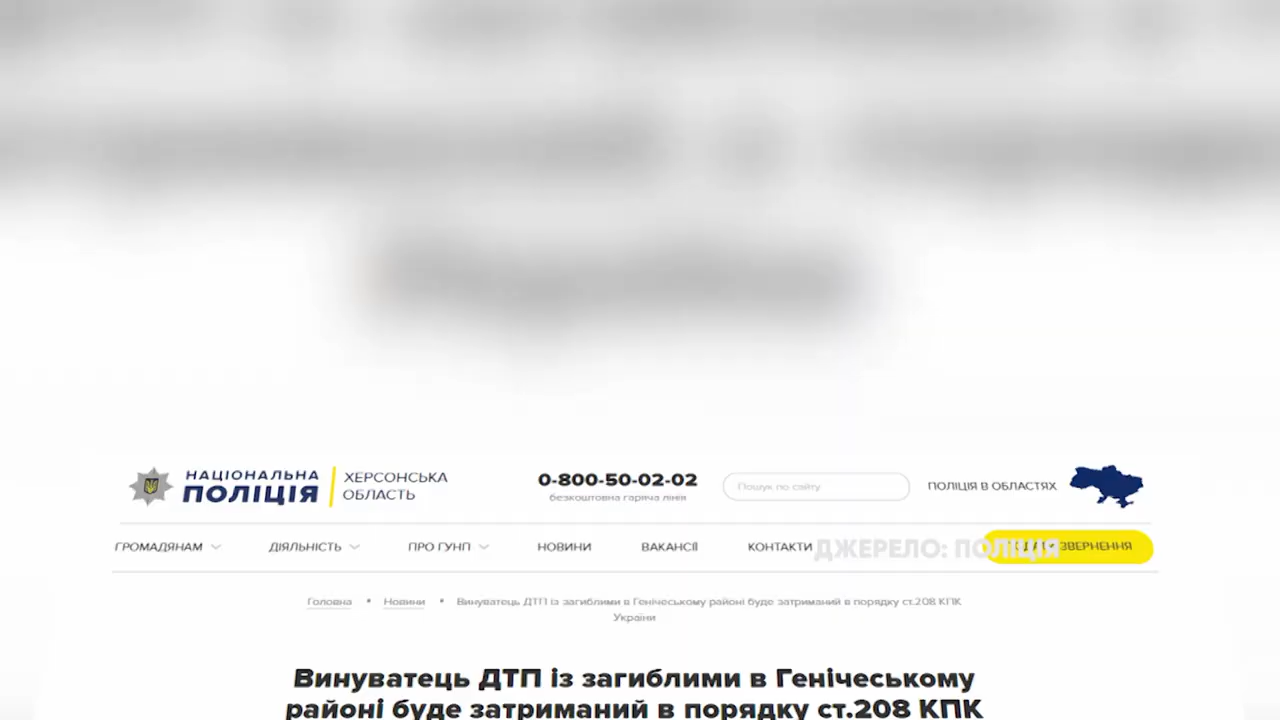 НАЦІОНАЛЬНА
ПОЛІЦІЯ
ХЕРСОНСЬКА
ОБЛАСТЬ
0-800-50-02-02
безкоштовна гаряча лінія
Пошук по сайту
ПОЛІЦІЯ В ОБЛАСТЯХ
ГРОМАДЯНАМ
ДІЯЛЬНІСТЬ
ПРО ГУНП
НОВИНИ
ВАКАНСІЇ
КОНТАКТИ
ДЖЕРЕЛО: ПОЛІЦІЯ
ЗВЕРНЕННЯ
Головна • Новини • Винуватець ДТП із загиблими в Генічеському районі буде затриманий в порядку ст.208 КПК
України
Винуватець ДТП із загиблими в Генічеському
районі буде затриманий в порядку ст.208 КПК